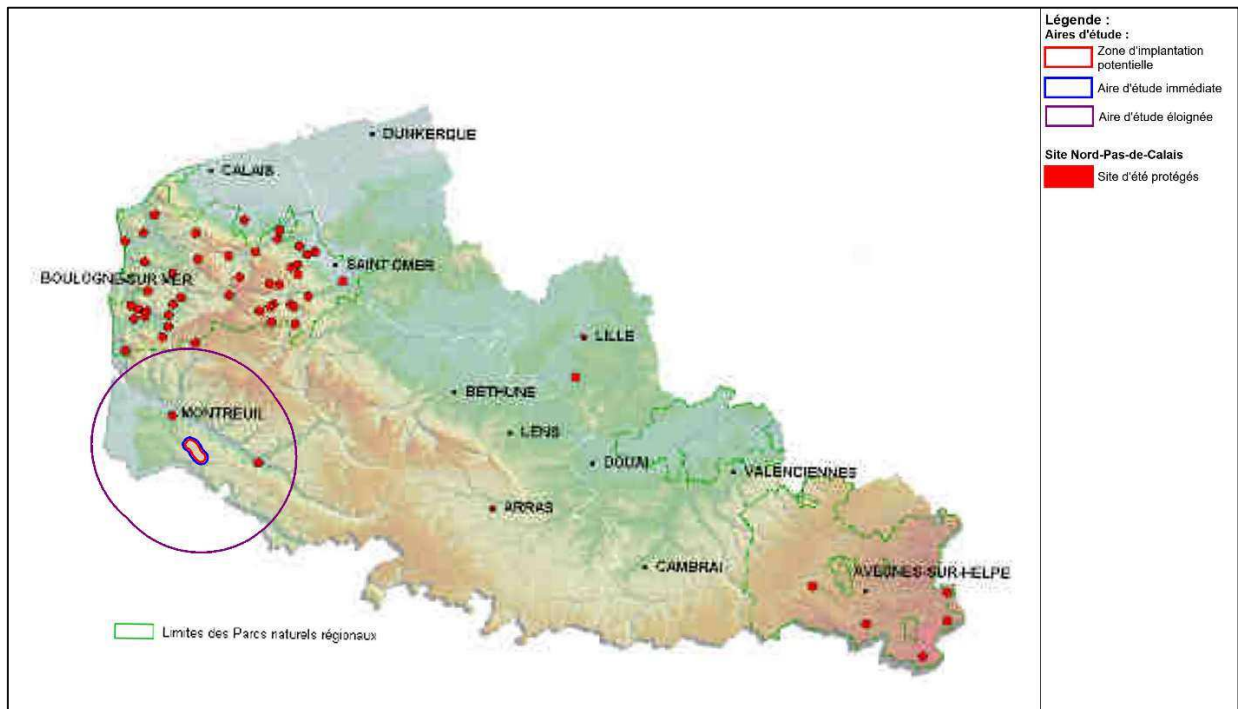 DUNKERQUE
CALAIS
SAINT OMER
BOULOGNE-SUR-MER
LILLE
BETHUNE
MONTREUIL
LENS
DOUAI
VALENCIENNES
ARRAS
CAMBRAI
AVESNES-SUR-HELPE
Limites des Parcs naturels régionaux
Légende :
Aires d'étude :
Zone d'implantation
potentielle
Aire d'étude immédiate
Aire d'étude éloignée
Site Nord-Pas-de-Calais
Site d'été protégés